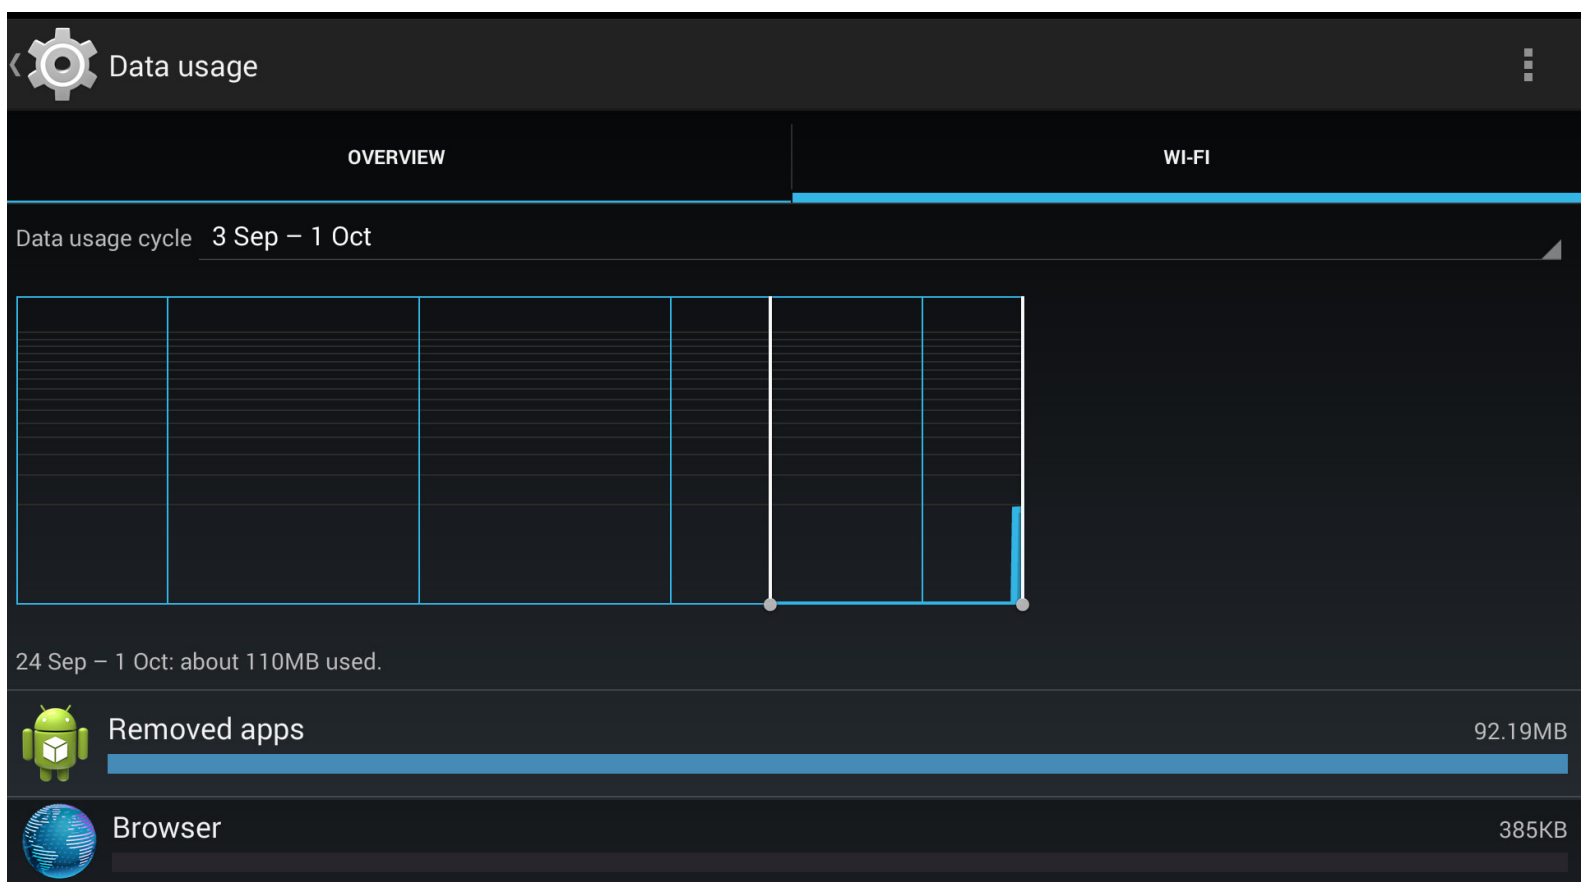 Data usage
OVERVIEW
WI-FI
Data usage cycle 3 Sep – 1 Oct
24 Sep – 1 Oct: about 110MB used.
Removed apps
92.19MB
Browser
385KB